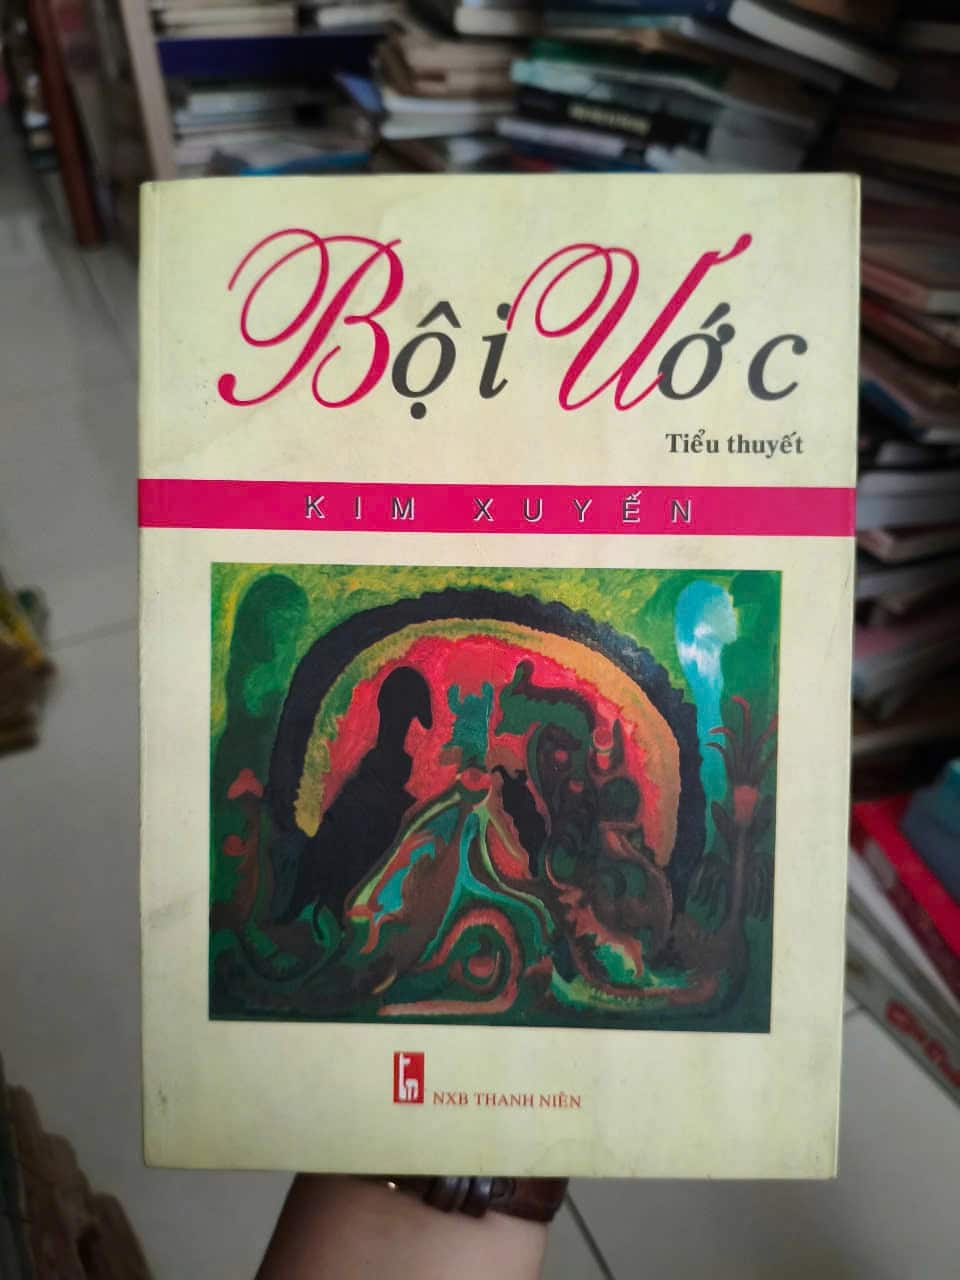 Bội Ước
Tiểu thuyết
KIM XUYẾN
NXB THANH NIÊN